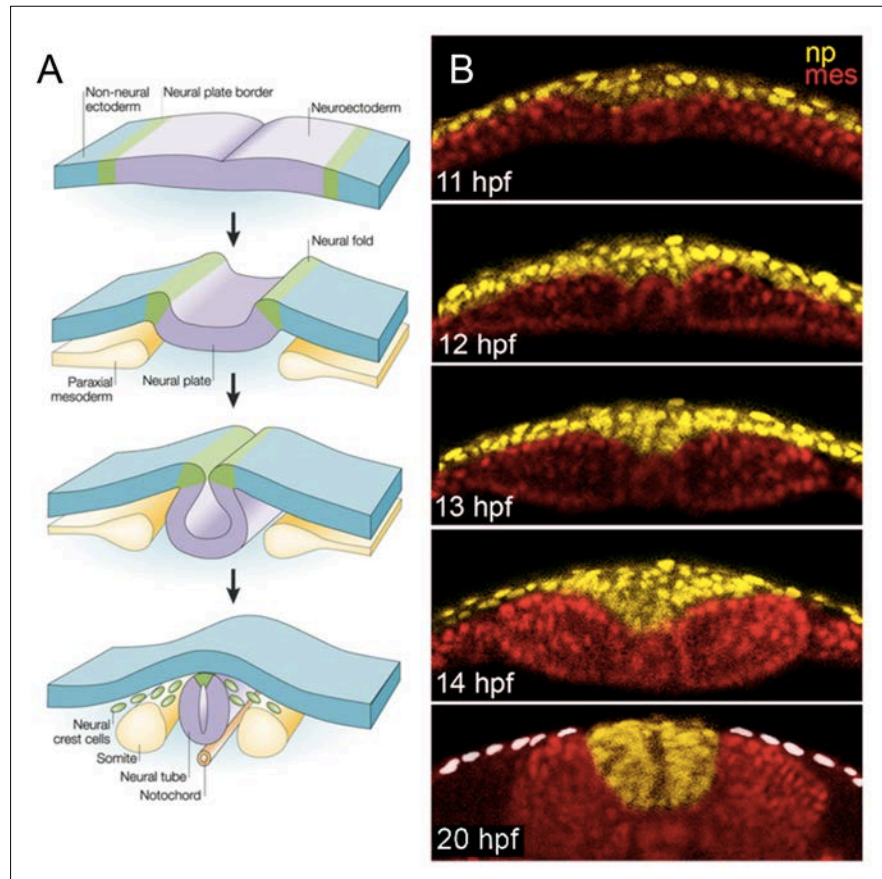 A
Non-neural
ectoderm
Neural plate border
Neuroectoderm
Neural fold
Paraxial
mesoderm
Neural plate
Neural
crest cells
Somite
Neural tube
Notochord
B
np
mes
11 hpf
12 hpf
13 hpf
14 hpf
20 hpf